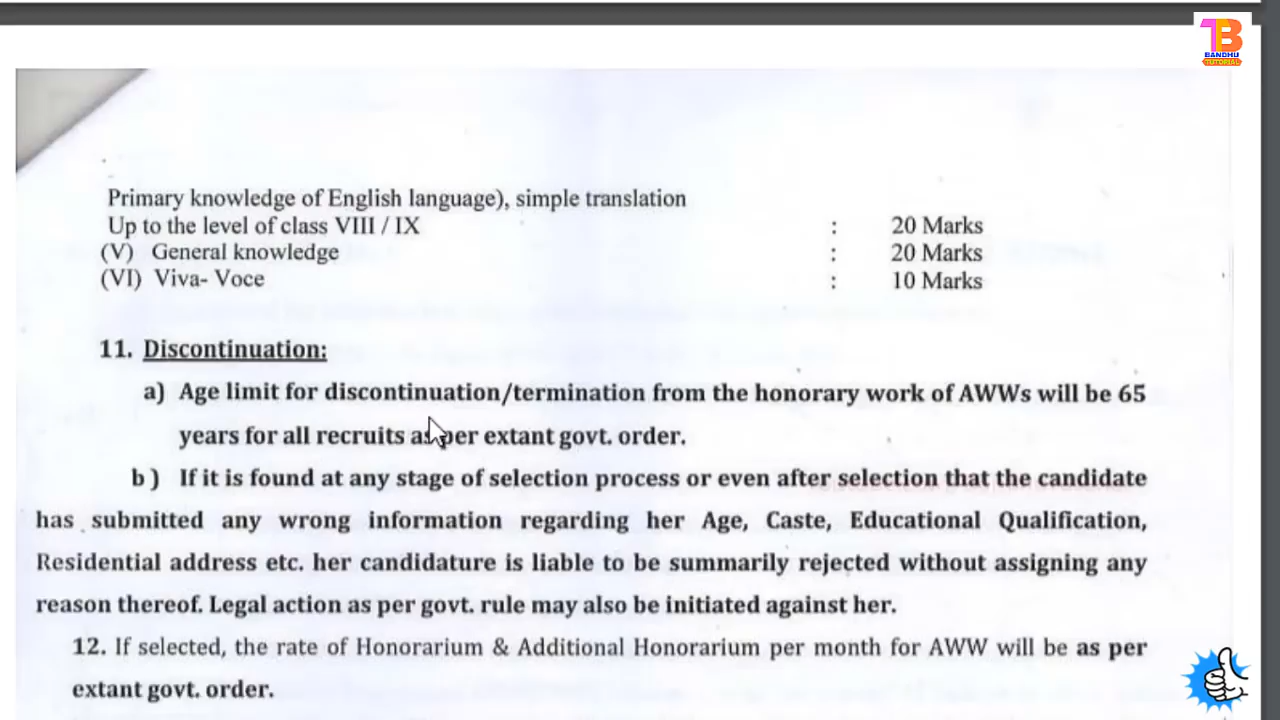 TB
BANDHU
TUTORIAL
Primary knowledge of English language), simple translation
Up to the level of class VIII / IX : 20 Marks
(V) General knowledge : 20 Marks
(VI) Viva- Voce : 10 Marks
11. Discontinuation:
a) Age limit for discontinuation/termination from the honorary work of AWWs will be 65
years for all recruits as per extant govt. order.
b ) If it is found at any stage of selection process or even after selection that the candidate
has submitted any wrong information regarding her Age, Caste, Educational Qualification,
Residential address etc. her candidature is liable to be summarily rejected without assigning any
reason thereof. Legal action as per govt. rule may also be initiated against her.
12. If selected, the rate of Honorarium & Additional Honorarium per month for AWW will be as per
extant govt. order.